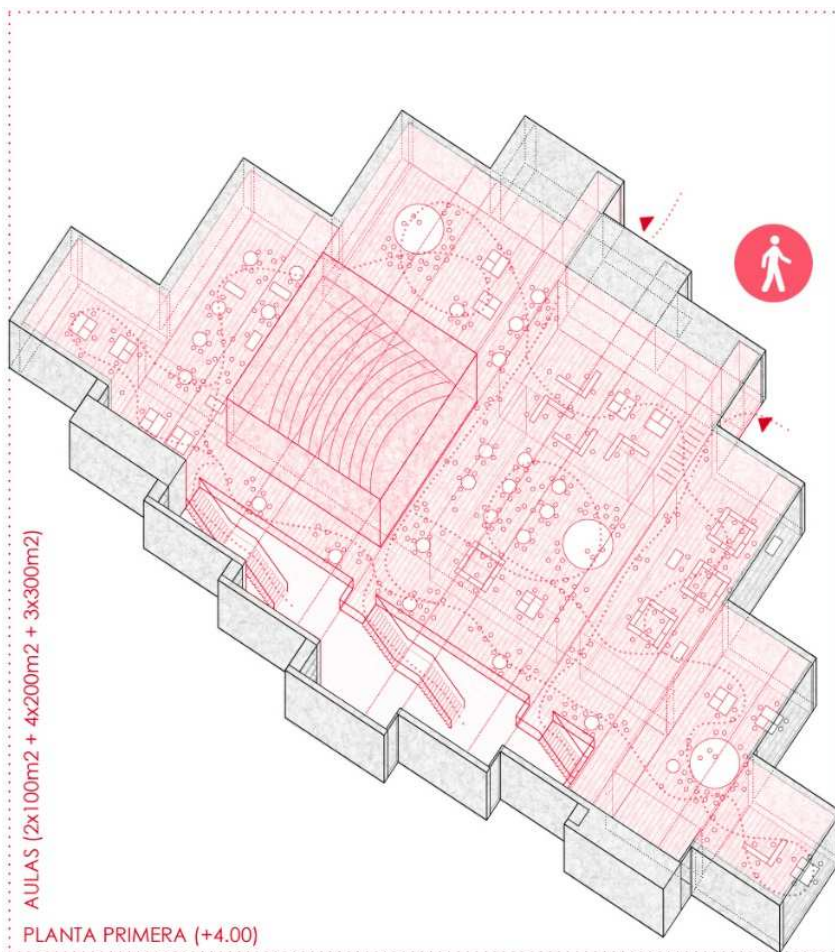 AULAS (2x100m2 + 4x200m2 + 3x300m2)
PLANTA PRIMERA (+4.00)